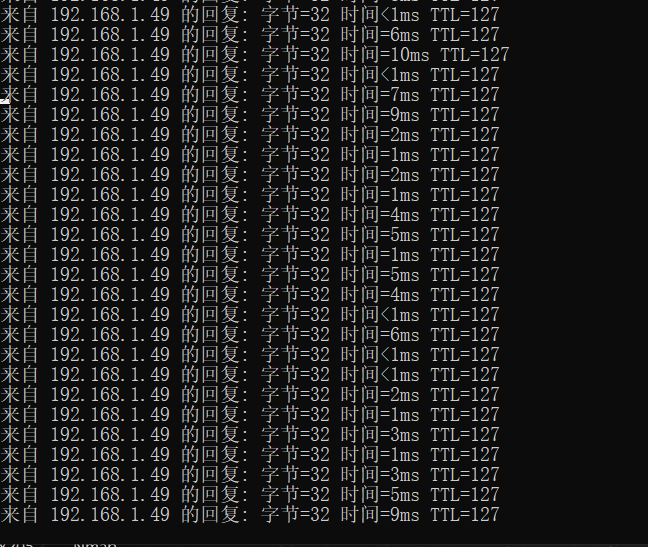 来自 192.168.1.49 的回复: 字节=32 时间<1ms TTL=127
来自 192.168.1.49 的回复: 字节=32 时间=6ms TTL=127
来自 192.168.1.49 的回复: 字节=32 时间=10ms TTL=127
来自 192.168.1.49 的回复: 字节=32 时间<1ms TTL=127
来自 192.168.1.49 的回复: 字节=32 时间=7ms TTL=127
来自 192.168.1.49 的回复: 字节=32 时间=9ms TTL=127
来自 192.168.1.49 的回复: 字节=32 时间=2ms TTL=127
来自 192.168.1.49 的回复: 字节=32 时间=1ms TTL=127
来自 192.168.1.49 的回复: 字节=32 时间=2ms TTL=127
来自 192.168.1.49 的回复: 字节=32 时间=1ms TTL=127
来自 192.168.1.49 的回复: 字节=32 时间=4ms TTL=127
来自 192.168.1.49 的回复: 字节=32 时间=5ms TTL=127
来自 192.168.1.49 的回复: 字节=32 时间=1ms TTL=127
来自 192.168.1.49 的回复: 字节=32 时间=5ms TTL=127
来自 192.168.1.49 的回复: 字节=32 时间=4ms TTL=127
来自 192.168.1.49 的回复: 字节=32 时间<1ms TTL=127
来自 192.168.1.49 的回复: 字节=32 时间=6ms TTL=127
来自 192.168.1.49 的回复: 字节=32 时间<1ms TTL=127
来自 192.168.1.49 的回复: 字节=32 时间<1ms TTL=127
来自 192.168.1.49 的回复: 字节=32 时间=2ms TTL=127
来自 192.168.1.49 的回复: 字节=32 时间=1ms TTL=127
来自 192.168.1.49 的回复: 字节=32 时间=3ms TTL=127
来自 192.168.1.49 的回复: 字节=32 时间=1ms TTL=127
来自 192.168.1.49 的回复: 字节=32 时间=3ms TTL=127
来自 192.168.1.49 的回复: 字节=32 时间=5ms TTL=127
来自 192.168.1.49 的回复: 字节=32 时间=9ms TTL=127